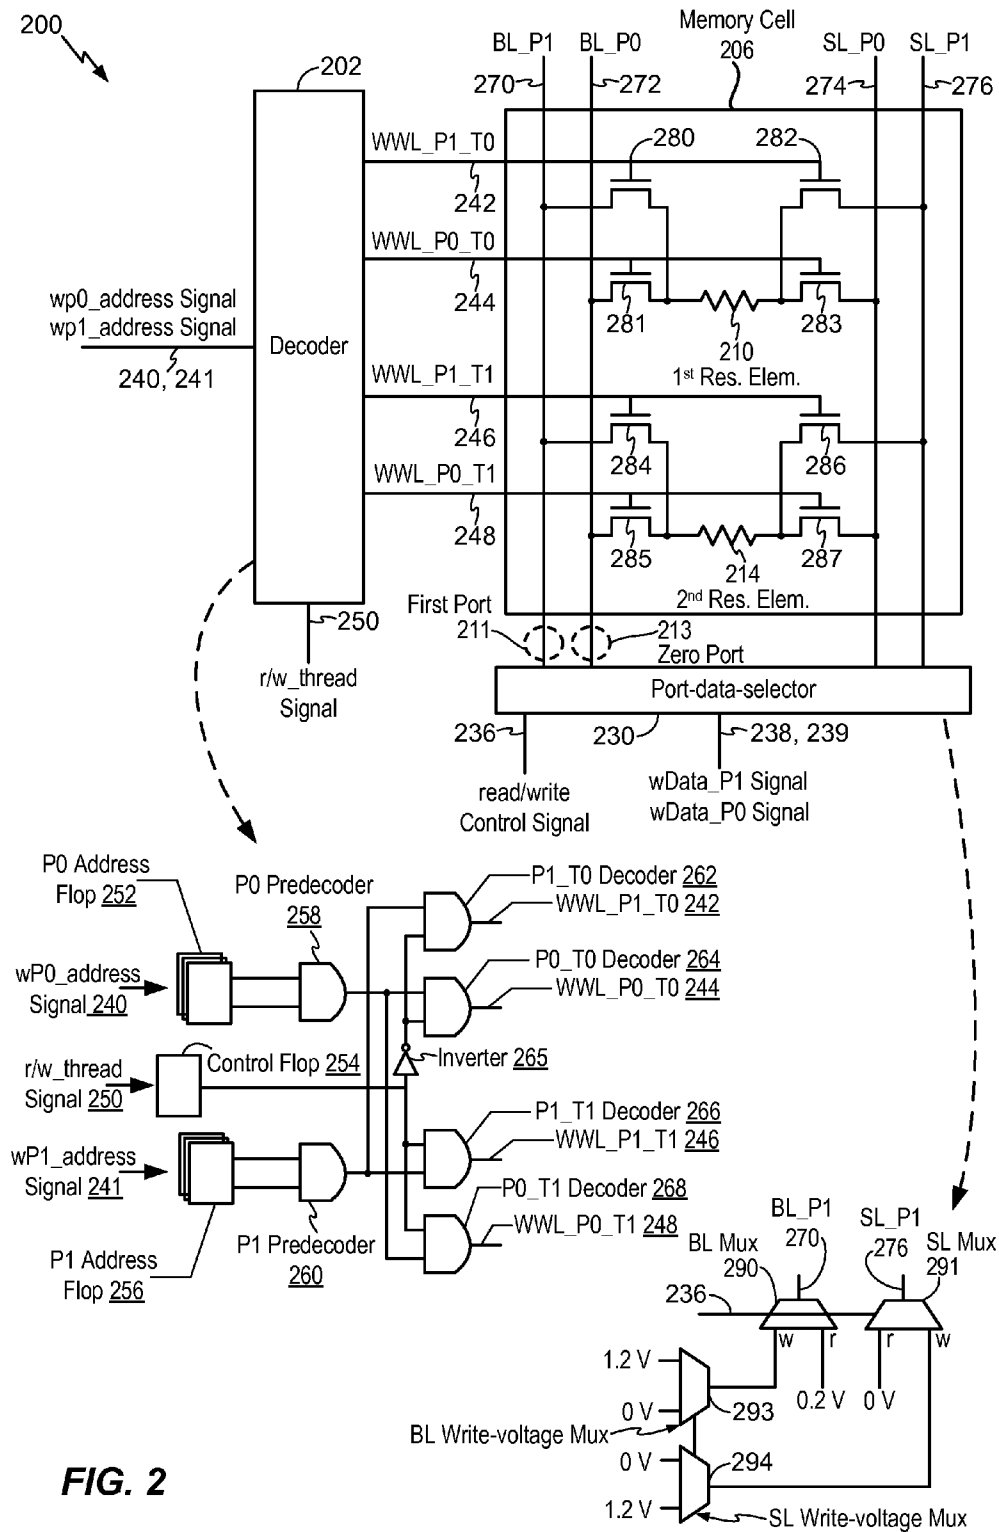 200
202
Decoder
wp0_address Signal
wp1_address Signal
240, 241
250
r/w_thread
Signal
WWL_P1_T0
242
WWL_P0_T0
244
WWL_P1_T1
246
WWL_P0_T1
248
BL_P1
270
BL_P0
272
Memory Cell
206
SL_P0
274
SL_P1
276
280
282
281
210
283
1st Res. Elem.
284
286
285
214
287
2nd Res. Elem.
First Port
211
213
Zero Port
Port-data-selector
236
230
238, 239
read/write
Control Signal
wData_P1 Signal
wData_P0 Signal
P0 Address
Flop 252
P0 Predecoder
258
wP0_address
Signal 240
r/w_thread
Signal 250
Control Flop 254
wP1_address
Signal 241
P1 Address
Flop 256
P1 Predecoder
260
P1_T0 Decoder 262
WWL_P1_T0 242
P0_T0 Decoder 264
WWL_P0_T0 244
Inverter 265
P1_T1 Decoder 266
WWL_P1_T1 246
P0_T1 Decoder 268
WWL_P0_T1 248
BL_P1
270
SL_P1
276
BL Mux
290
SL Mux
291
236
w
r
r
w
1.2 V
0 V
293
0.2 V
0 V
BL Write-voltage Mux
0 V
294
1.2 V
SL Write-voltage Mux
FIG. 2